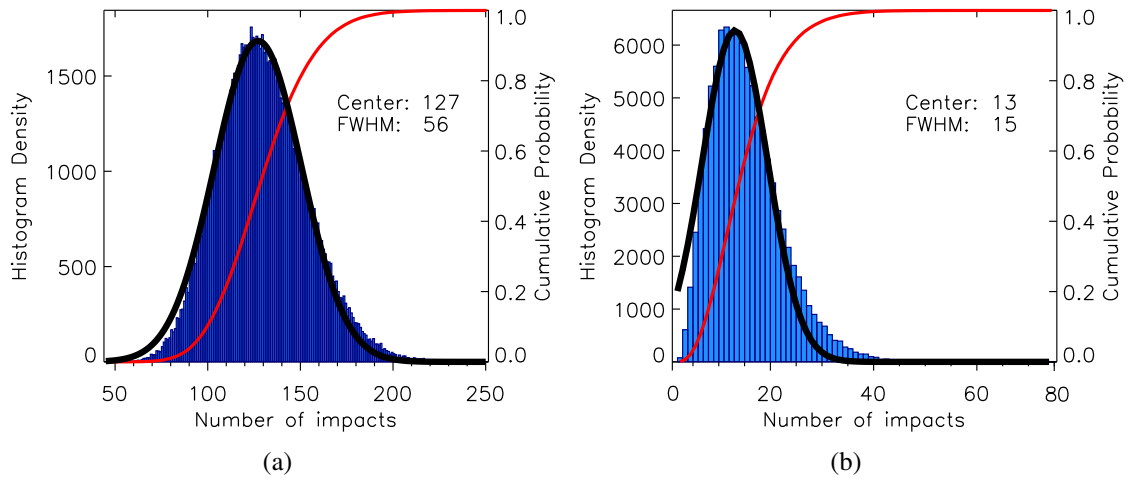 1500
1000
500
0
Histogram Density
1.0
0.8
0.6
0.4
0.2
0.0
Cumulative Probability
Center: 127
FWHM: 56
50 100 150 200 250
Number of impacts
(a)
6000
5000
4000
3000
2000
1000
0
Histogram Density
1.0
0.8
0.6
0.4
0.2
0.0
Cumulative Probability
Center: 13
FWHM: 15
0 20 40 60 80
Number of impacts
(b)